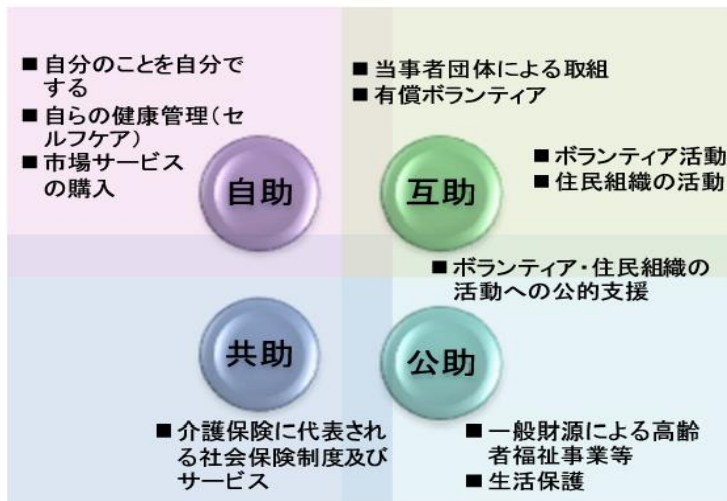 ■ 自分のことを自分で
する
■ 自らの健康管理(セ
ルフケア)
■ 市場サービス
の購入
自助
■ 当事者団体による取組
■ 有償ボランティア
■ ボランティア活動
■ 住民組織の活動
互助
■ ボランティア・住民組織の
活動への公的支援
共助
■ 介護保険に代表され
る社会保険制度及び
サービス
公助
■ 一般財源による高齢
者福祉事業等
■ 生活保護